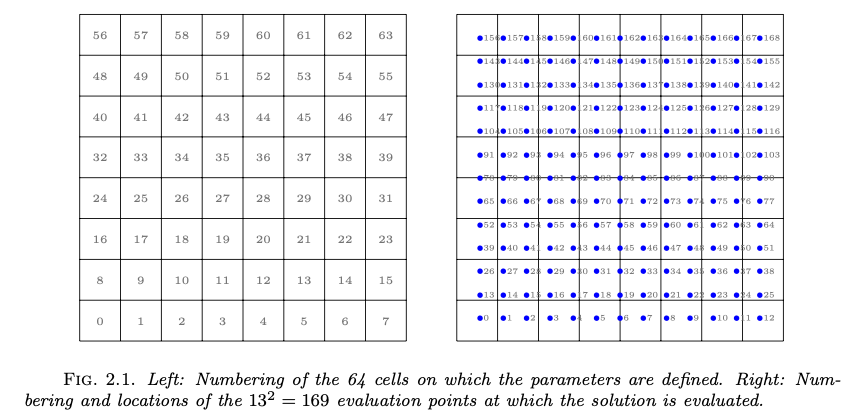 56 57 58 59 60 61 62 63
48 49 50 51 52 53 54 55
40 41 42 43 44 45 46 47
32 33 34 35 36 37 38 39
24 25 26 27 28 29 30 31
16 17 18 19 20 21 22 23
8 9 10 11 12 13 14 15
0 1 2 3 4 5 6 7
156 157 158 159 160 161 162 163 164 165 166 167 168
143 144 145 146 147 148 149 150 151 152 153 154 155
130 131 132 133 134 135 136 137 138 139 140 141 142
117 118 119 120 121 122 123 124 125 126 127 128 129
104 105 106 107 108 109 110 111 112 113 114 115 116
91 92 93 94 95 96 97 98 99 100 101 102 103
78 79 80 81 82 83 84 85 86 87 88 89 90
65 66 67 68 69 70 71 72 73 74 75 76 77
52 53 54 55 56 57 58 59 60 61 62 63 64
39 40 41 42 43 44 45 46 47 48 49 50 51
26 27 28 29 30 31 32 33 34 35 36 37 38
13 14 15 16 17 18 19 20 21 22 23 24 25
0 1 2 3 4 5 6 7 8 9 10 11 12
FIG. 2.1. Left: Numbering of the 64 cells on which the parameters are defined. Right: Num-
bering and locations of the 13² = 169 evaluation points at which the solution is evaluated.